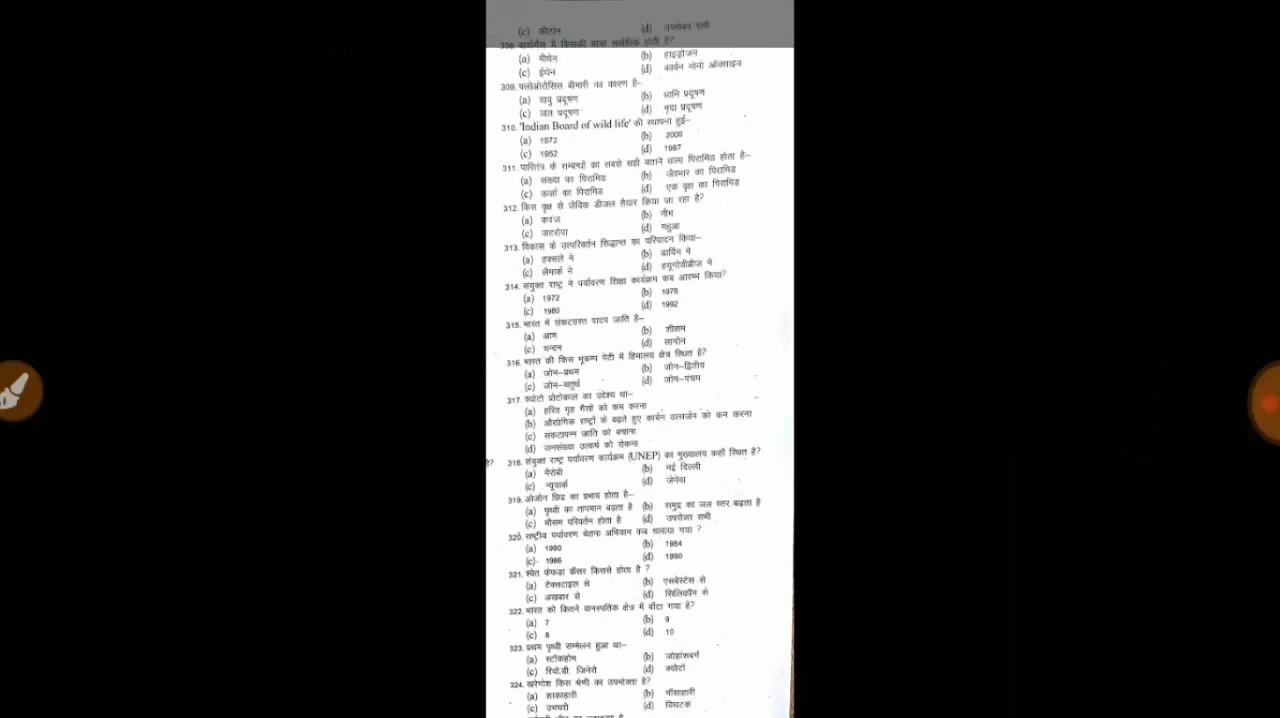 (c) कीटोन (d) उपरोक्त सभी
308. बायोगैस में किसकी मात्रा सर्वाधिक होती है?
(a) मीथेन (b) हाइड्रोजन
(c) ईथेन (d) कार्बन मोनो ऑक्साइड
309. फ्लोओरोसिस बीमारी का कारण है–
(a) वायु प्रदूषण (b) ध्वनि प्रदूषण
(c) जल प्रदूषण (d) मृदा प्रदूषण
310. 'Indian Board of wild life' की स्थापना हुई–
(a) 1972 (b) 2000
(c) 1952 (d) 1987
311. पारितंत्र के सम्बन्धों का सबसे सही बताने वाला पिरामिड होता है–
(a) संख्या का पिरामिड (b) जैवभार का पिरामिड
(c) ऊर्जा का पिरामिड (d) एक वृक्ष का पिरामिड
312. किस वृक्ष से जैविक डीजल तैयार किया जा रहा है?
(a) करंज (b) नीम
(c) जटरोपा (d) महुआ
313. विकास के उत्परिवर्तन सिद्धान्त का प्रतिपादन किया–
(a) हक्सले ने (b) डार्विन ने
(c) लैमार्क ने (d) ह्यूगोडीब्रीज ने
314. संयुक्त राष्ट्र ने पर्यावरण शिक्षा कार्यक्रम कब आरम्भ किया?
(a) 1972 (b) 1978
(c) 1980 (d) 1992
315. भारत में संकटग्रस्त पादप जाति है–
(a) आम (b) शीशम
(c) चन्दन (d) सागौन
316. भारत की किस भूकम्प पेटी में हिमालय क्षेत्र स्थित है?
(a) जोन–प्रथम (b) जोन–द्वितीय
(c) जोन–चतुर्थ (d) जोन–पंचम
317. क्योटो प्रोटोकाल का उद्देश्य था–
(a) हरित गृह गैसों को कम करना
(b) औद्योगिक राष्ट्रों के बढ़ते हुए कार्बन उत्सर्जन को कम करना
(c) संकटापन्न जाति को बचाना
(d) जनसंख्या उत्कर्ष को रोकना
है? 318. संयुक्त राष्ट्र पर्यावरण कार्यक्रम (UNEP) का मुख्यालय कहाँ स्थित है?
(a) नैरोबी (b) नई दिल्ली
(c) न्यूयार्क (d) जेनेवा
319. ओजोन छिद्र का प्रभाव होता है–
(a) पृथ्वी का तापमान बढ़ता है (b) समुद्र का जल स्तर बढ़ता है
(c) मौसम परिवर्तन होता है (d) उपरोक्त सभी
320. राष्ट्रीय पर्यावरण चेतना अभियान कब चलाया गया ?
(a) 1990 (b) 1984
(c) 1986 (d) 1990
321. श्वेत फेफड़ा कैंसर किससे होता है ?
(a) टेक्सटाइल से (b) एसबेस्टेस से
(c) अखबार से (d) सिलिकॉन से
322. भारत को कितने वानस्पतिक क्षेत्र में बाँटा गया है?
(a) 7 (b) 9
(c) 8 (d) 10
323. प्रथम पृथ्वी सम्मेलन हुआ था–
(a) स्टॉकहोम (b) जोहांसबर्ग
(c) रियो.डी. जिनेरो (d) क्योटों
324. खरगोश किस श्रेणी का उपभोक्ता है?
(a) शाकाहारी (b) माँसाहारी
(c) उभयरी (d) विघटक